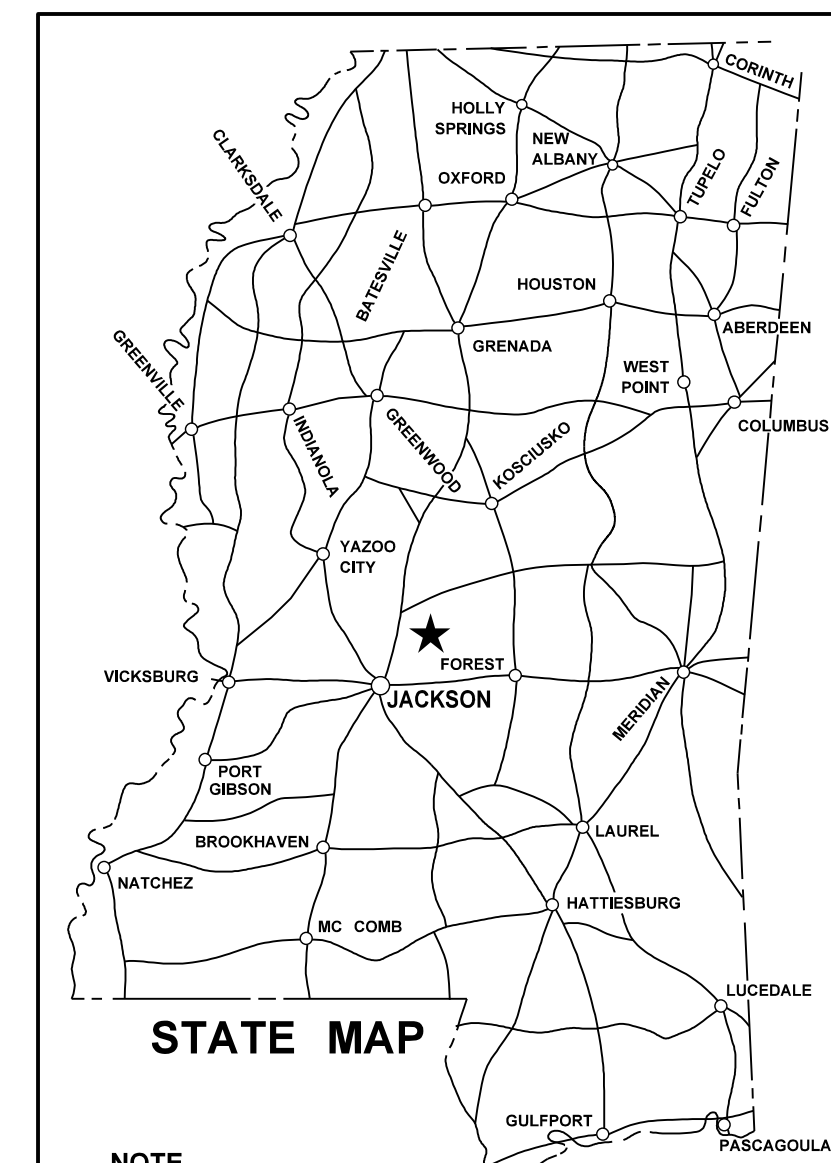 CORINTH
HOLLY
SPRINGS
NEW
ALBANY
CLARKSDALE
OXFORD
TUPELO
FULTON
BATESVILLE
HOUSTON
ABERDEEN
GRENADA
GREENVILLE
WEST
POINT
COLUMBUS
INDIANOLA
GREENWOOD
KOSCIUSKO
YAZOO
CITY
FOREST
VICKSBURG
JACKSON
MERIDIAN
PORT
GIBSON
BROOKHAVEN
LAUREL
NATCHEZ
HATTIESBURG
MC COMB
LUCEDALE
STATE MAP
GULFPORT
PASCAGOULA
NOTE